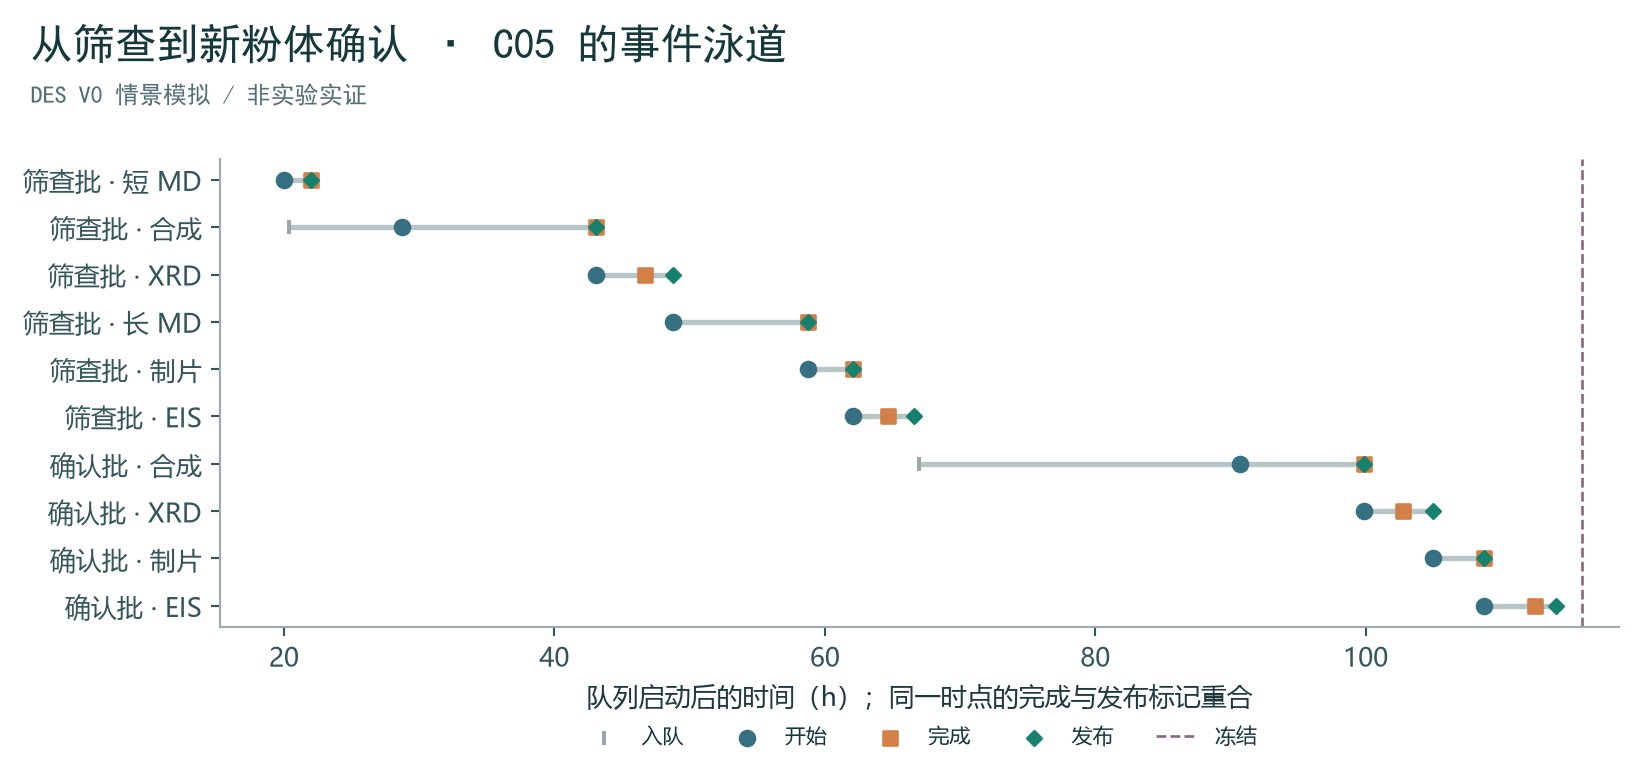 从筛查到新粉体确认 · C05 的事件泳道
DES V0 情景模拟 / 非实验实证
筛查批 · 短 MD
筛查批 · 合成
筛查批 · XRD
筛查批 · 长 MD
筛查批 · 制片
筛查批 · EIS
确认批 · 合成
确认批 · XRD
确认批 · 制片
确认批 · EIS
20 40 60 80 100
队列启动后的时间（h）；同一时点的完成与发布标记重合
入队 开始 完成 发布 冻结